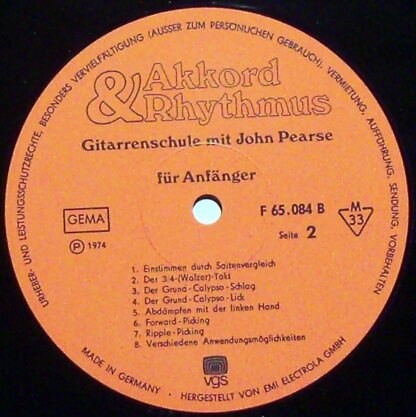 URHEBER- UND LEISTUNGSSCHUTZRECHTE, BESONDERS VERVIELFÄLTIGUNG (AUSSER ZUM PERSÖNLICHEN GEBRAUCH), VERMIETUNG, AUFFÜHRUNG, SENDUNG, VORBEHALTEN
Akkord
& Rhythmus
Gitarrenschule mit John Pearse
für Anfänger
GEMA
F 65.084 B
M
33
℗ 1974
Seite 2
1. Einstimmen durch Saitenvergleich
2. Der 3/4-(Walzer)-Takt
3. Der Grund-Calypso-Schlag
4. Der Grund-Calypso-Lick
5. Abdämpfen mit der linken Hand
6. Forward-Picking
7. Ripple-Picking
8. Verschiedene Anwendungsmöglichkeiten
vgs
MADE IN GERMANY · HERGESTELLT VON EMI ELECTROLA GMBH